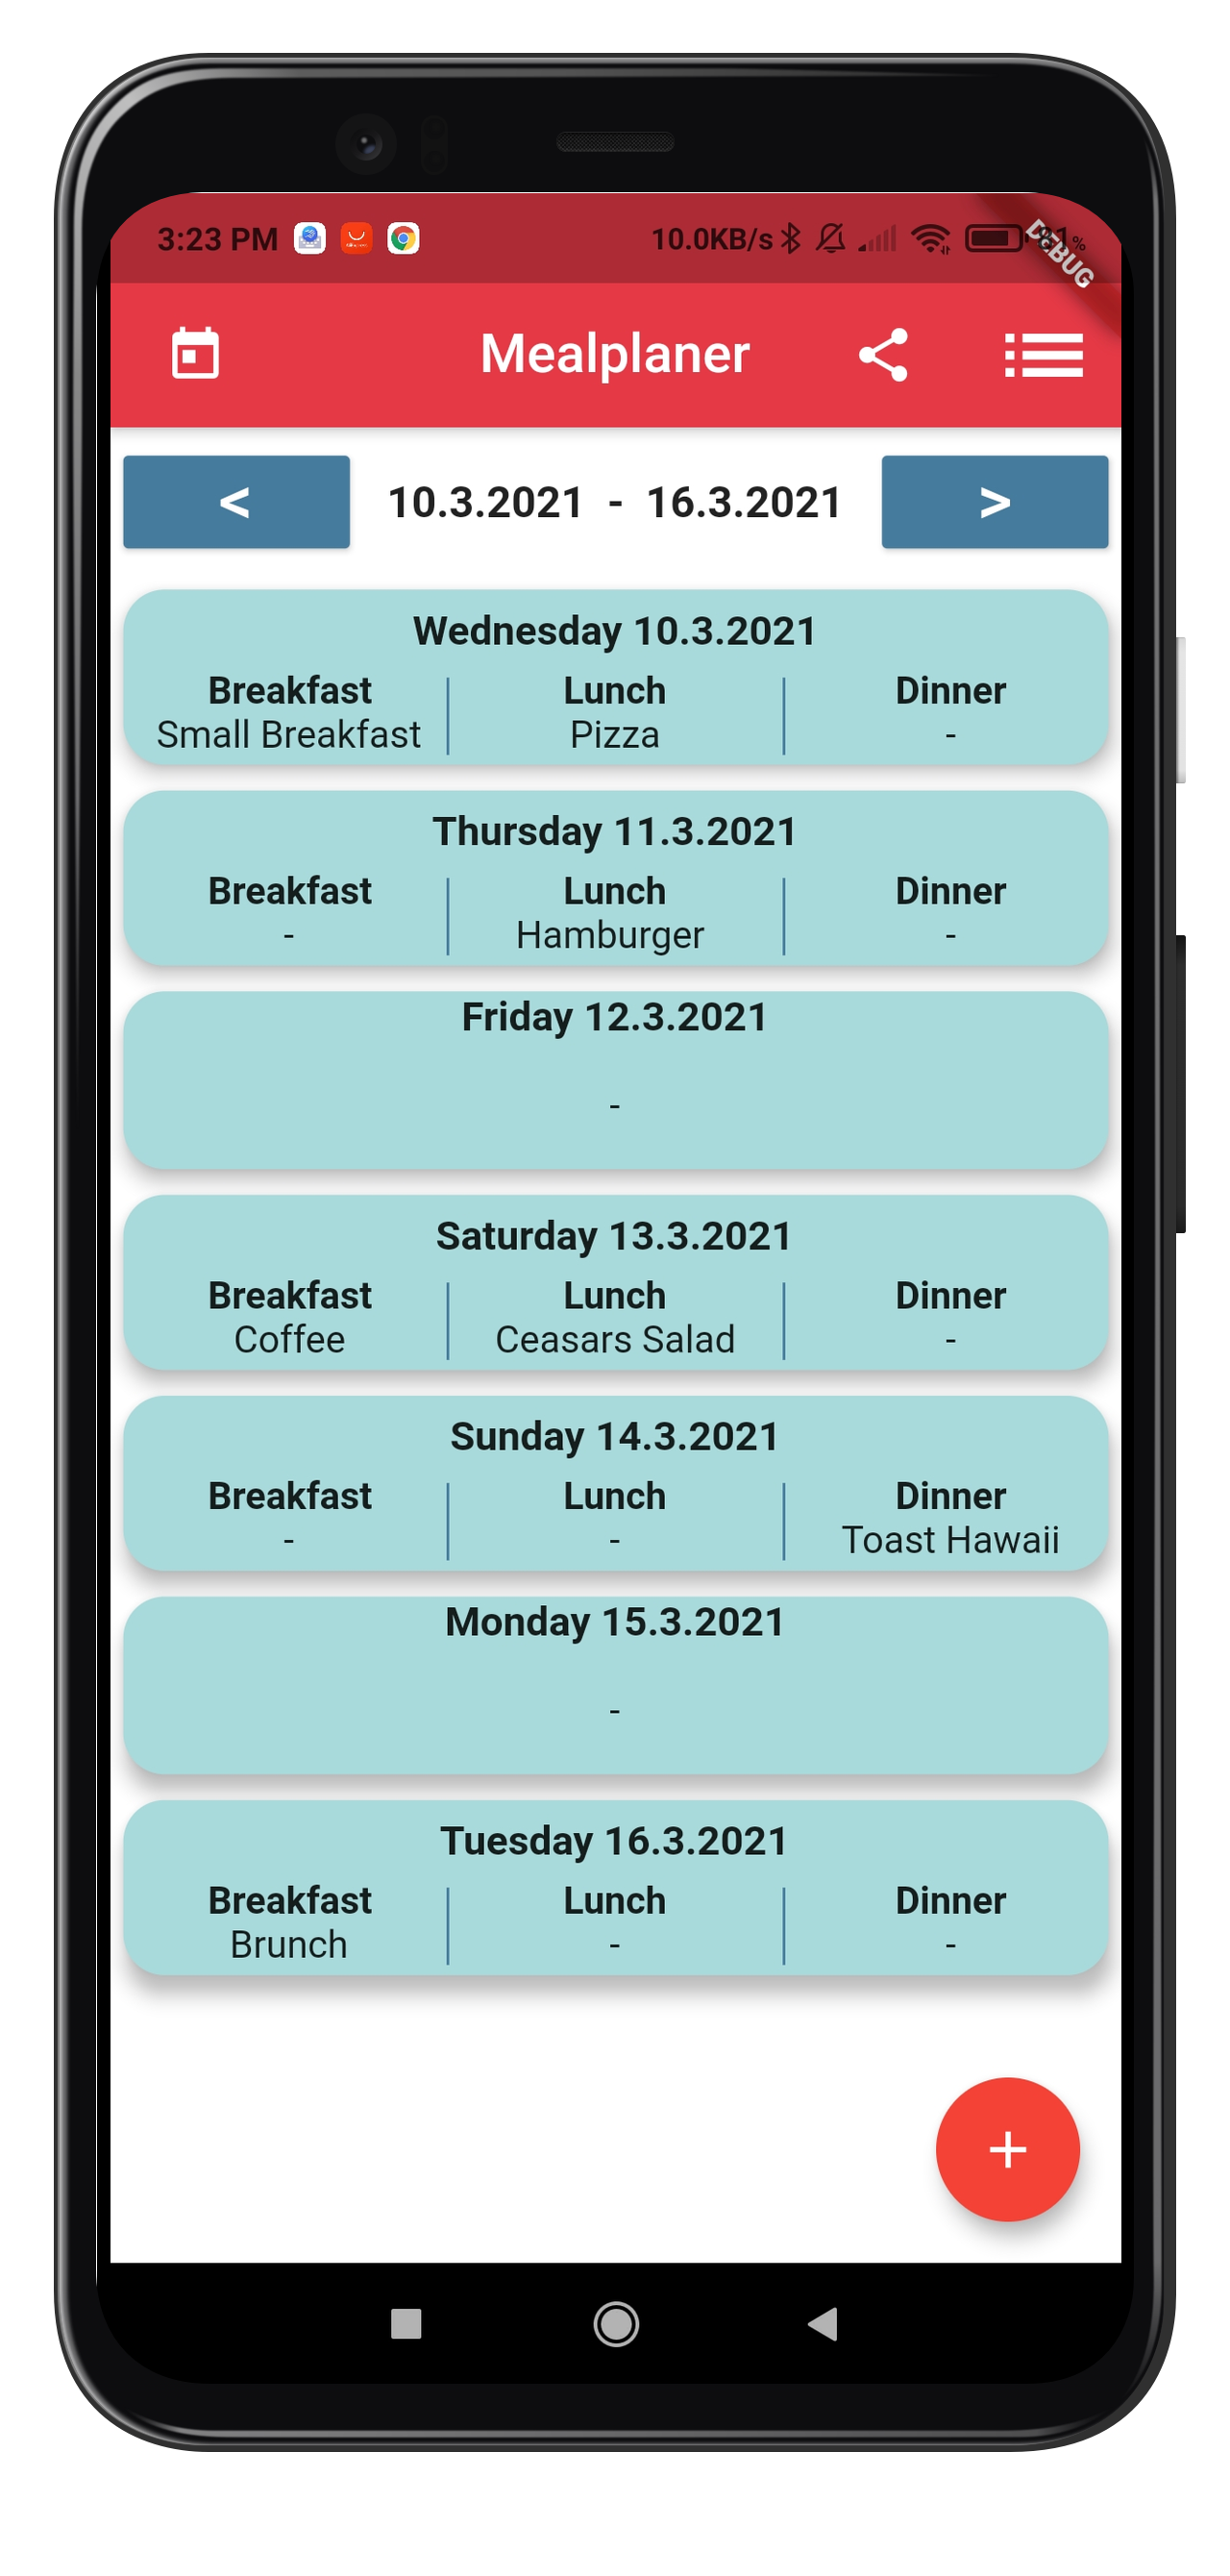 3:23 PM 10.0KB/s %
DEBUG
Mealplaner
< 10.3.2021 - 16.3.2021 >
Wednesday 10.3.2021
Breakfast Lunch Dinner
Small Breakfast Pizza -
Thursday 11.3.2021
Breakfast Lunch Dinner
- Hamburger -
Friday 12.3.2021
-
Saturday 13.3.2021
Breakfast Lunch Dinner
Coffee Ceasars Salad -
Sunday 14.3.2021
Breakfast Lunch Dinner
- - Toast Hawaii
Monday 15.3.2021
-
Tuesday 16.3.2021
Breakfast Lunch Dinner
Brunch - -
+